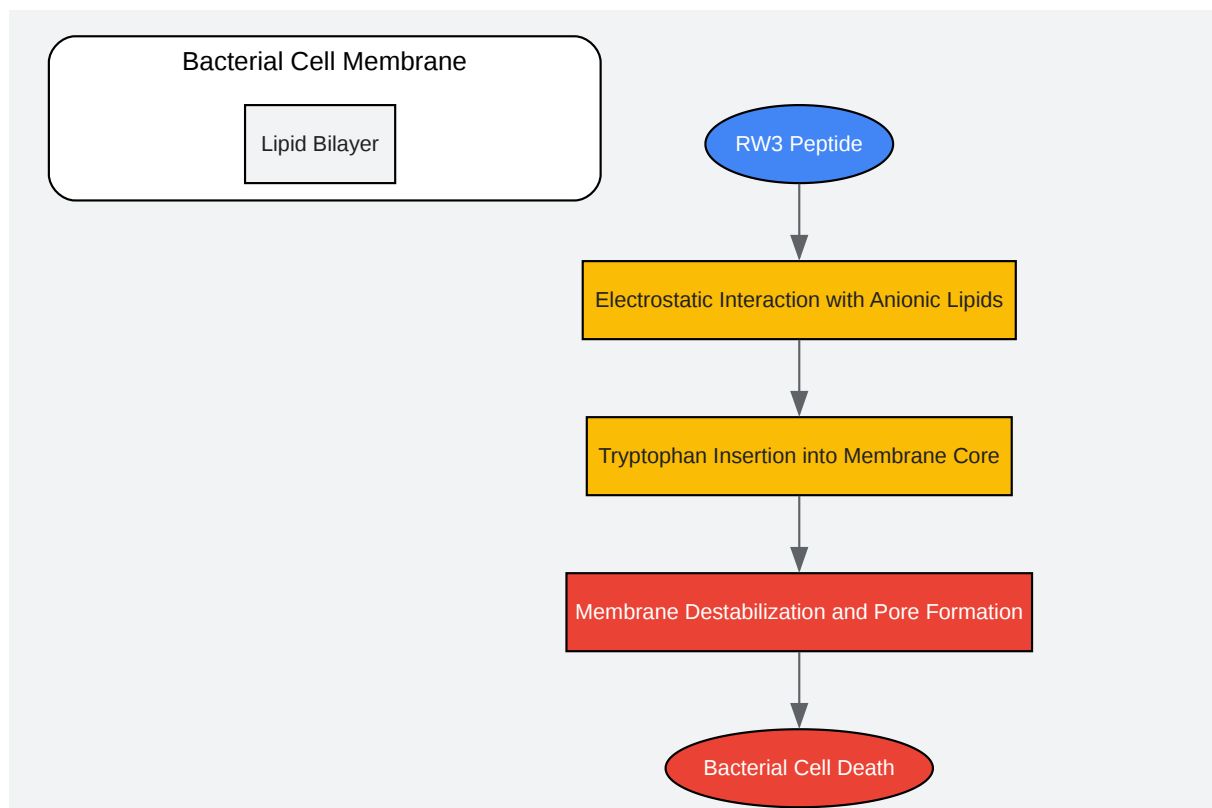 Bacterial Cell Membrane
Lipid Bilayer
RW3 Peptide
Electrostatic Interaction with Anionic Lipids
Tryptophan Insertion into Membrane Core
Membrane Destabilization and Pore Formation
Bacterial Cell Death